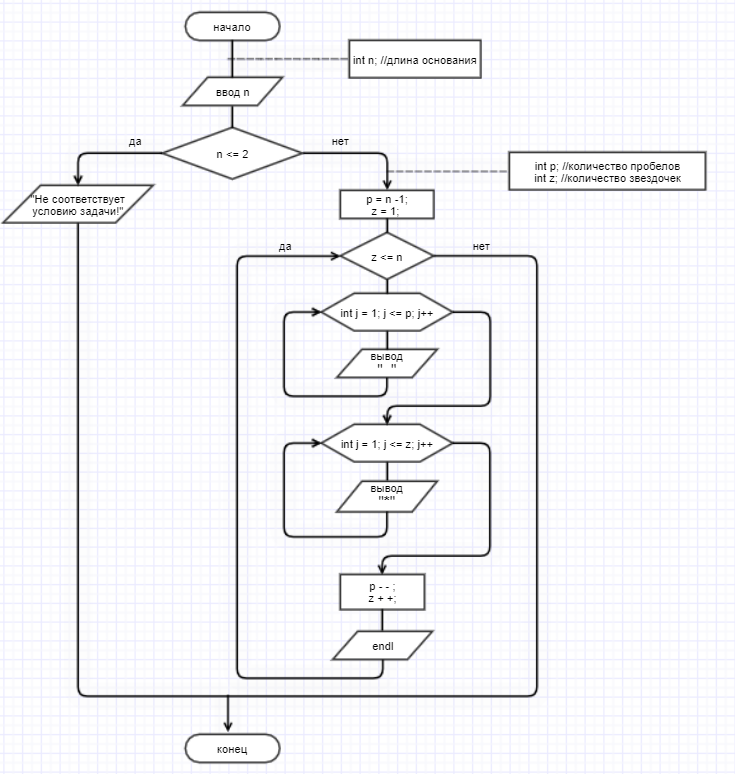 начало
int n; //длина основания
ввод n
да
нет
n <= 2
int p; //количество пробелов
int z; //количество звездочек
"Не соответствует
условию задачи!"
p = n -1;
z = 1;
да
нет
z <= n
int j = 1; j <= p; j++
вывод
" "
int j = 1; j <= z; j++
вывод
"*"
p - - ;
z + +;
endl
конец